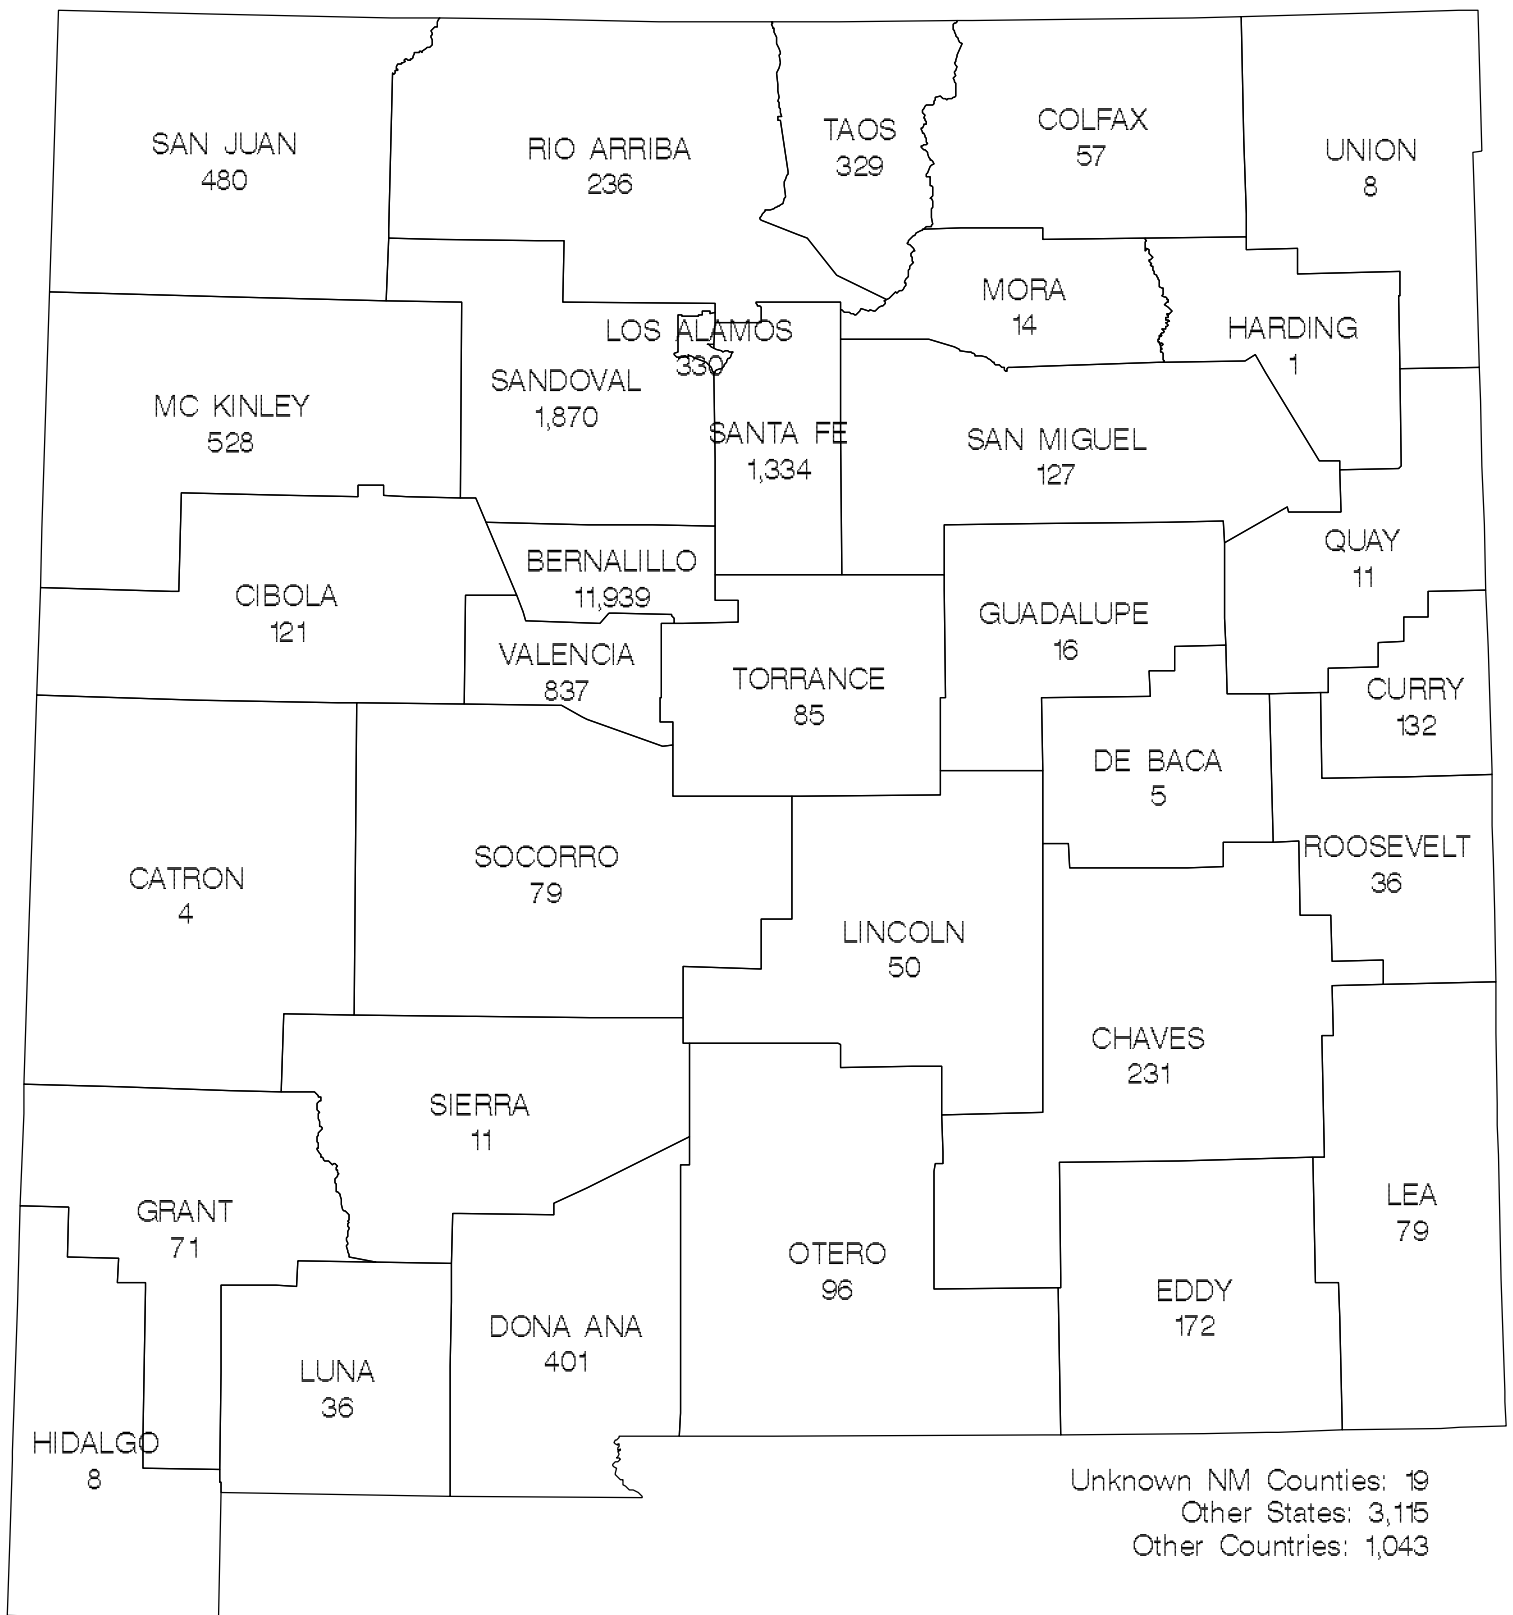 SAN JUAN
480
RIO ARRIBA
236
TAOS
329
COLFAX
57
UNION
8
MORA
14
HARDING
1
LOS ALAMOS
330
SANDOVAL
1,870
MC KINLEY
528
SANTA FE
1,334
SAN MIGUEL
127
QUAY
11
BERNALILLO
11,939
CIBOLA
121
GUADALUPE
16
VALENCIA
837
TORRANCE
85
CURRY
132
DE BACA
5
ROOSEVELT
36
SOCORRO
79
CATRON
4
LINCOLN
50
CHAVES
231
SIERRA
11
LEA
79
GRANT
71
OTERO
96
EDDY
172
DONA ANA
401
LUNA
36
HIDALGO
8
Unknown NM Counties: 19
Other States: 3,115
Other Countries: 1,043